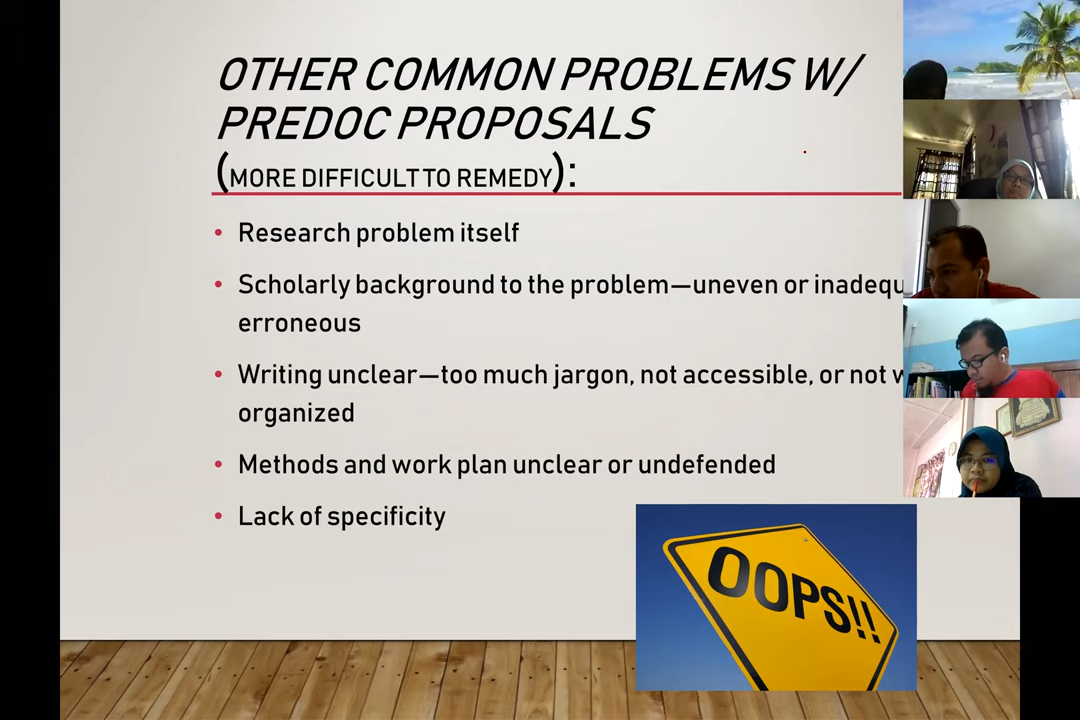 OTHER COMMON PROBLEMS W/
PREDOC PROPOSALS
(MORE DIFFICULT TO REMEDY):
• Research problem itself
• Scholarly background to the problem—uneven or
erroneous
• Writing unclear—too much jargon, not accessible, or not
organized
• Methods and work plan unclear or undefended
• Lack of specificity
OOPS!!